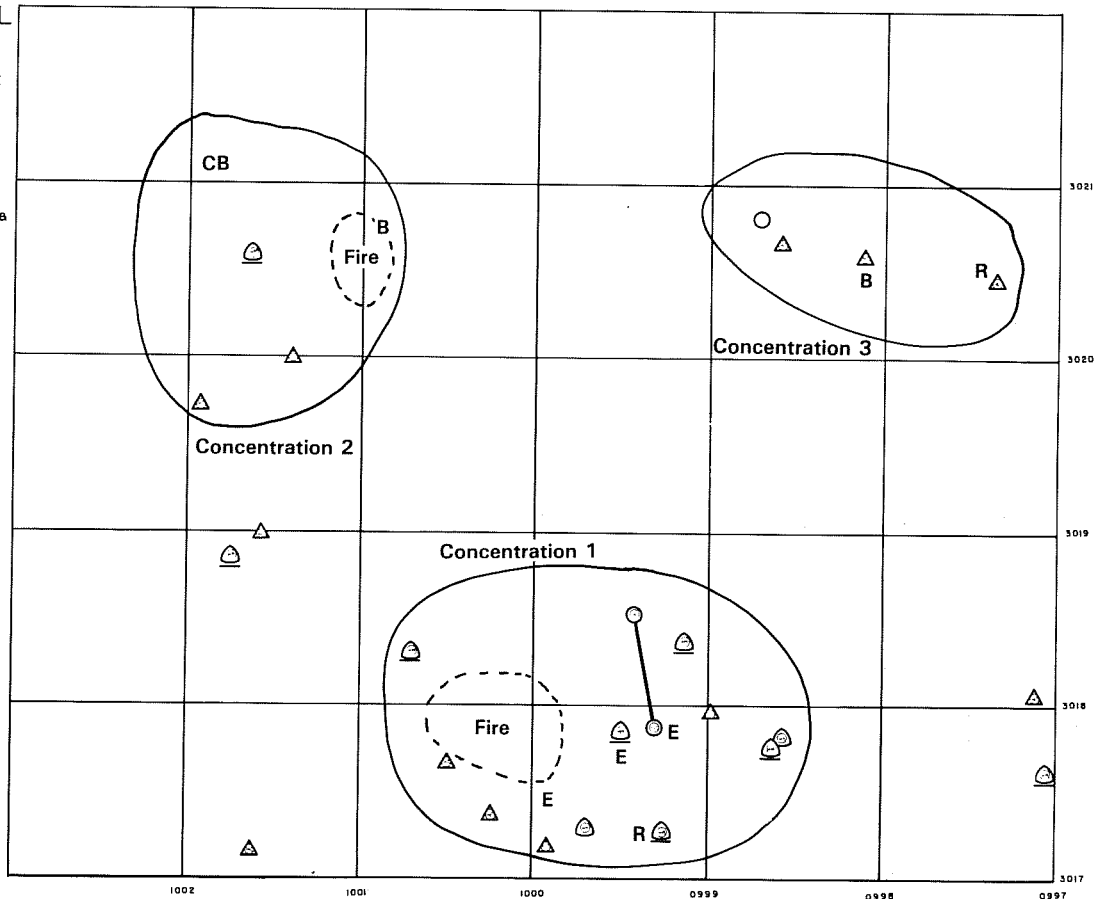 L
a
CB
3021
B
Fire
R
B
Concentration 3
3020
Concentration 2
3019
Concentration 1
3018
Fire
E
E
E
R
3017
1002
1001
1000
0999
0998
0997